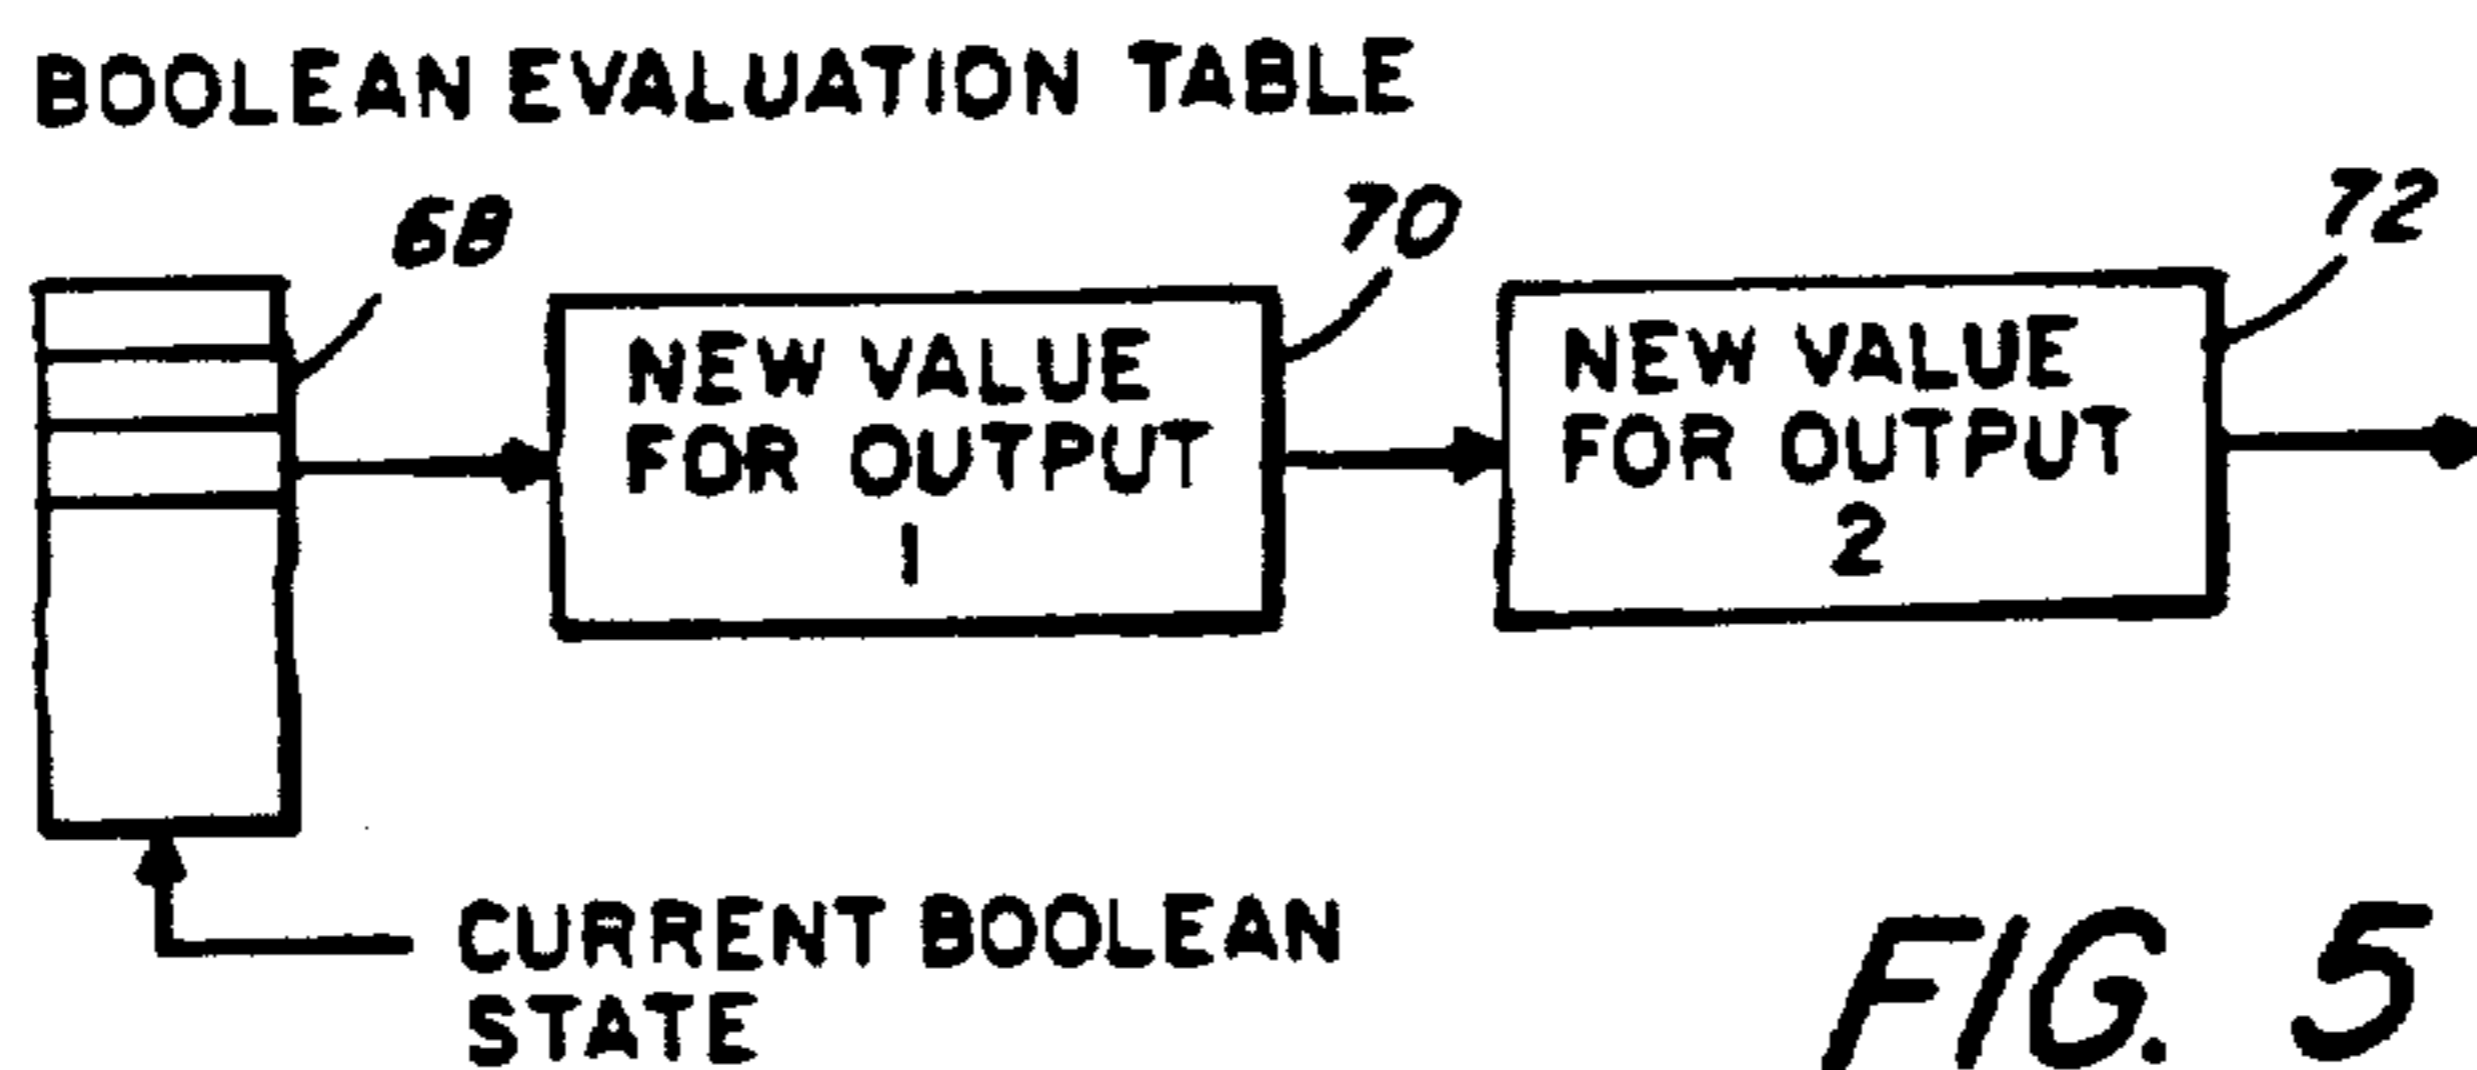 BOOLEAN EVALUATION TABLE
68
70
72
NEW VALUE
FOR OUTPUT
1
NEW VALUE
FOR OUTPUT
2
CURRENT BOOLEAN
STATE
FIG. 5